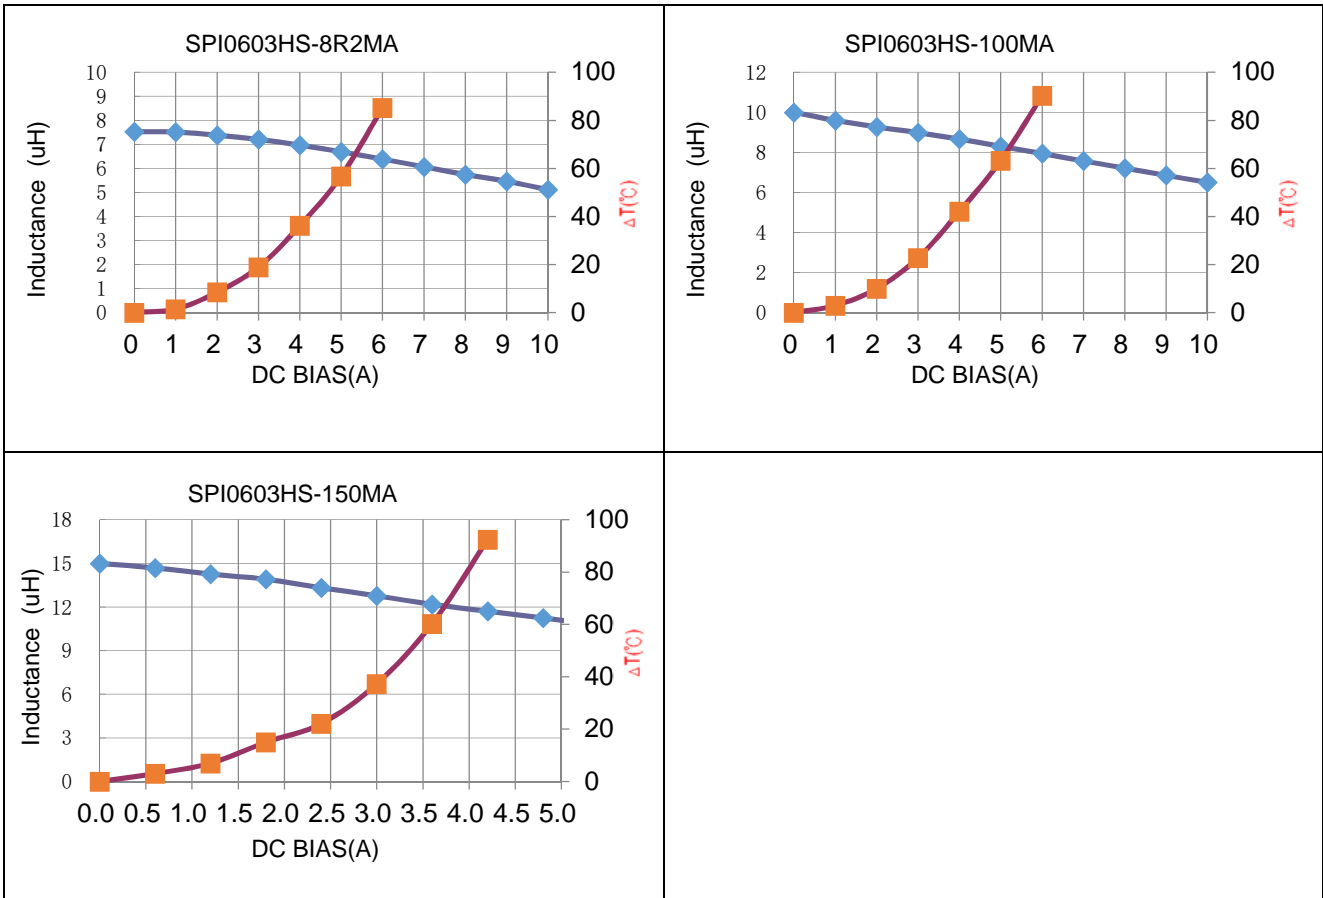 SPI0603HS-8R2MA
10 9 8 7 6 5 4 3 2 1 0
Inductance (uH)
100 80 60 40 20 0
ΔT(℃)
0 1 2 3 4 5 6 7 8 9 10
DC BIAS(A)
SPI0603HS-100MA
12 10 8 6 4 2 0
Inductance (uH)
100 80 60 40 20 0
ΔT(℃)
0 1 2 3 4 5 6 7 8 9 10
DC BIAS(A)
SPI0603HS-150MA
18 15 12 9 6 3 0
Inductance (uH)
100 80 60 40 20 0
ΔT(℃)
0.0 0.5 1.0 1.5 2.0 2.5 3.0 3.5 4.0 4.5 5.0
DC BIAS(A)